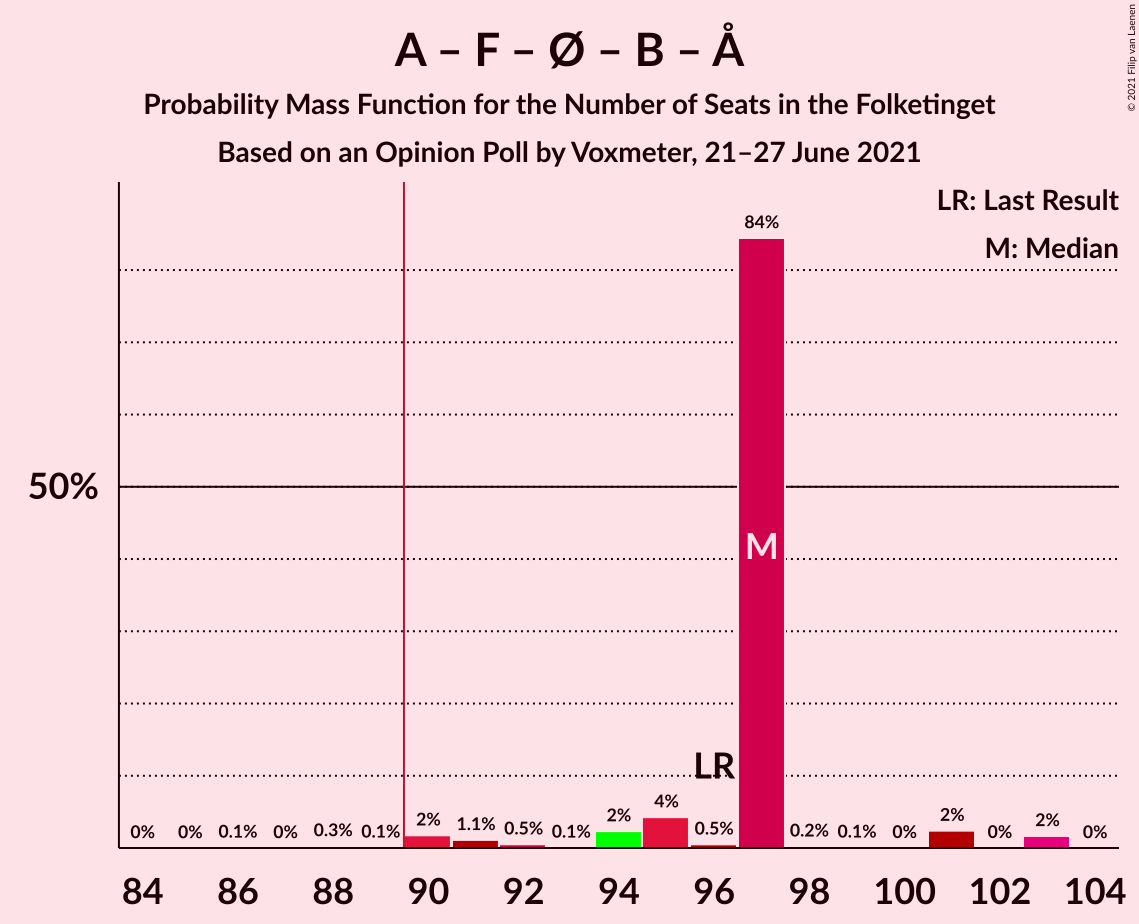 A – F – Ø – B – Å
Probability Mass Function for the Number of Seats in the Folketinget
Based on an Opinion Poll by Voxmeter, 21–27 June 2021
© 2021 Filip van Laenen
LR: Last Result
M: Median
84%
50%
M
LR
0% 0% 0.1% 0% 0.3% 0.1% 2% 1.1% 0.5% 0.1% 2% 4% 0.5% 0.2% 0.1% 0% 2% 0% 2% 0%
84 86 88 90 92 94 96 98 100 102 104